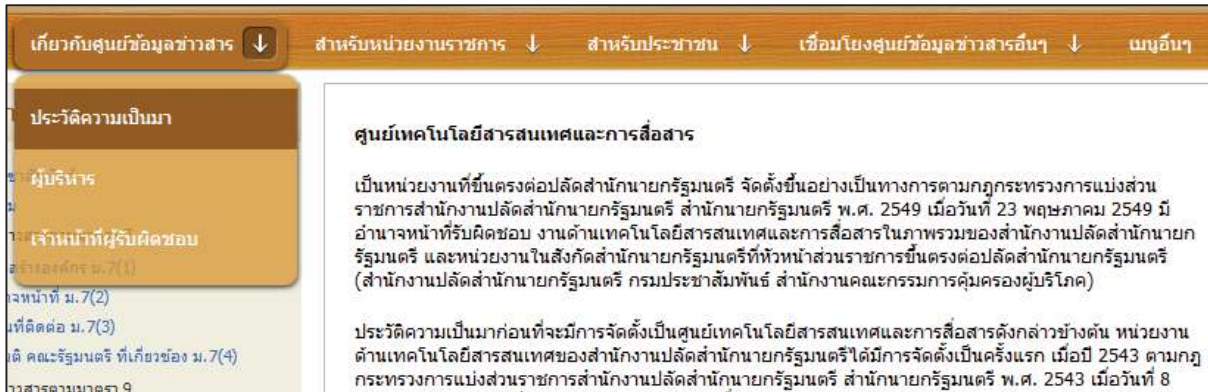 เกี่ยวกับศูนย์ข้อมูลข่าวสาร ↓ สำหรับหน่วยงานราชการ ↓ สำหรับประชาชน ↓ เชื่อมโยงศูนย์ข้อมูลข่าวสารอื่นๆ ↓ เมนูอื่นๆ
ประวัติความเป็นมา
ผู้บริหาร
เจ้าหน้าที่ผู้รับผิดชอบ
ม.7(1)
หน้าที่ ม.7(2)
ที่ติดต่อ ม.7(3)
คณะรัฐมนตรี ที่เกี่ยวข้อง ม.7(4)
สารตามมาตรา 9
ศูนย์เทคโนโลยีสารสนเทศและการสื่อสาร
เป็นหน่วยงานที่ขึ้นตรงต่อปลัดสำนักนายกรัฐมนตรี จัดตั้งขึ้นอย่างเป็นทางการตามกฎกระทรวงการแบ่งส่วน
ราชการสำนักงานปลัดสำนักนายกรัฐมนตรี สำนักนายกรัฐมนตรี พ.ศ. 2549 เมื่อวันที่ 23 พฤษภาคม 2549 มี
อำนาจหน้าที่รับผิดชอบ งานด้านเทคโนโลยีสารสนเทศและการสื่อสารในภาพรวมของสำนักงานปลัดสำนักนายก
รัฐมนตรี และหน่วยงานในสังกัดสำนักนายกรัฐมนตรีที่หัวหน้าส่วนราชการขึ้นตรงต่อปลัดสำนักนายกรัฐมนตรี
(สำนักงานปลัดสำนักนายกรัฐมนตรี กรมประชาสัมพันธ์ สำนักงานคณะกรรมการคุ้มครองผู้บริโภค)
ประวัติความเป็นมาก่อนที่จะมีการจัดตั้งเป็นศูนย์เทคโนโลยีสารสนเทศและการสื่อสารดังกล่าวข้างต้น หน่วยงาน
ด้านเทคโนโลยีสารสนเทศของสำนักงานปลัดสำนักนายกรัฐมนตรีได้มีการจัดตั้งเป็นครั้งแรก เมื่อปี 2543 ตามกฎ
กระทรวงการแบ่งส่วนราชการสำนักงานปลัดสำนักนายกรัฐมนตรี สำนักนายกรัฐมนตรี พ.ศ. 2543 เมื่อวันที่ 8